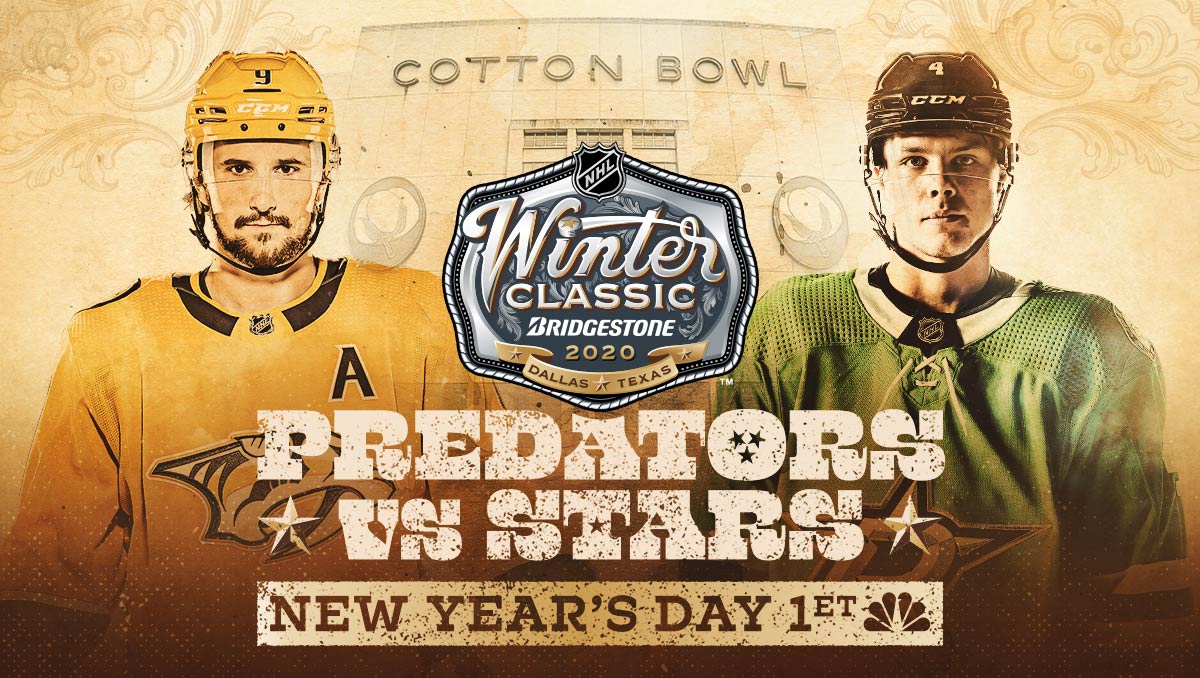 COTTON BOWL
9
CCM
4
CCM
NHL
Winter
CLASSIC
BRIDGESTONE
2020
DALLAS TEXAS
TM
A
PREDATORS
VS STARS
NEW YEAR'S DAY 1ET